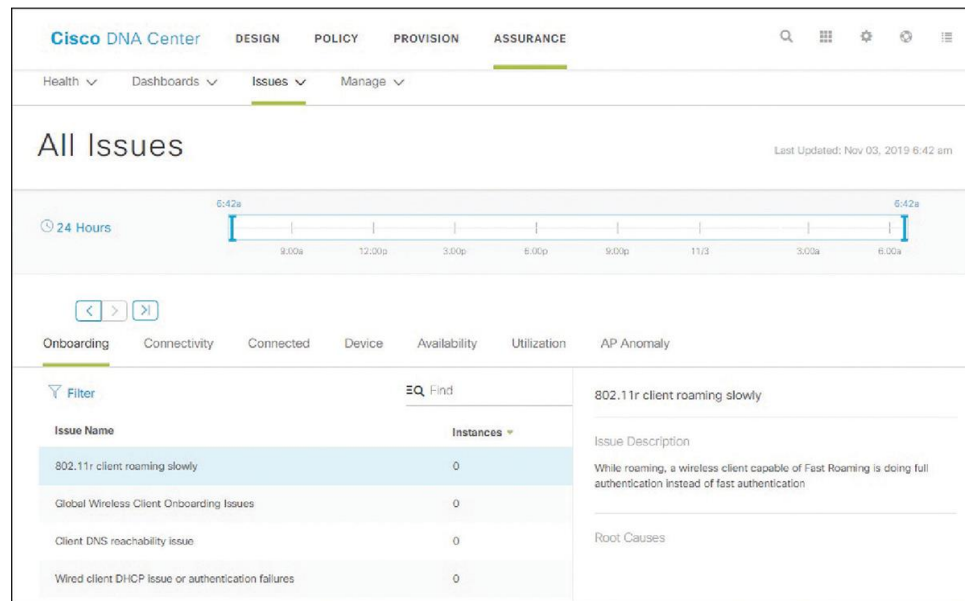 Cisco DNA Center DESIGN POLICY PROVISION ASSURANCE
Health Dashboards Issues Manage
All Issues
Last Updated: Nov 03, 2019 6:42 am
6:42a 6:42a
24 Hours
9:00a 12:00p 3:00p 6:00p 9:00p 11/3 3:00a 6:00a
Onboarding Connectivity Connected Device Availability Utilization AP Anomaly
Filter
Find
Issue Name Instances
802.11r client roaming slowly 0
Global Wireless Client Onboarding Issues 0
Client DNS reachability issue 0
Wired client DHCP issue or authentication failures 0
802.11r client roaming slowly
Issue Description
While roaming, a wireless client capable of Fast Roaming is doing full
authentication instead of fast authentication
Root Causes